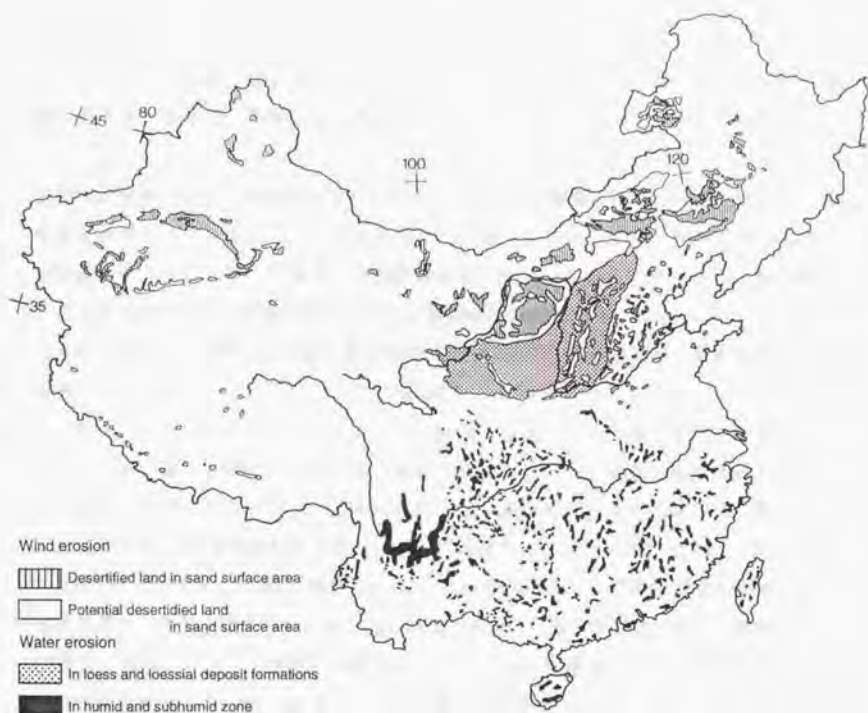 45
80
100
120
35
Wind erosion
Desertified land in sand surface area
Potential desertidied land
in sand surface area
Water erosion
In loess and loessial deposit formations
In humid and subhumid zone